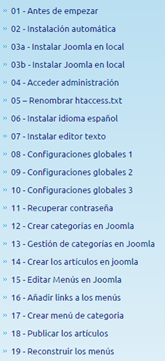 01 - Antes de empezar
02 - Instalación automática
03a - Instalar Joomla en local
03b - Instalar Joomla en local
04 - Acceder administración
05 – Renombrar htaccess.txt
06 - Instalar idioma español
07 - Instalar editor texto
08 - Configuraciones globales 1
09 - Configuraciones globales 2
10 - Configuraciones globales 3
11 - Recuperar contraseña
12 - Crear categorías en Joomla
13 - Gestión de categorías en Joomla
14 - Crear los artículos en joomla
15 - Editar Menús en Joomla
16 - Añadir links a los menús
17 - Crear menú de categoria
18 - Publicar los artículos
19 - Reconstruir los menús